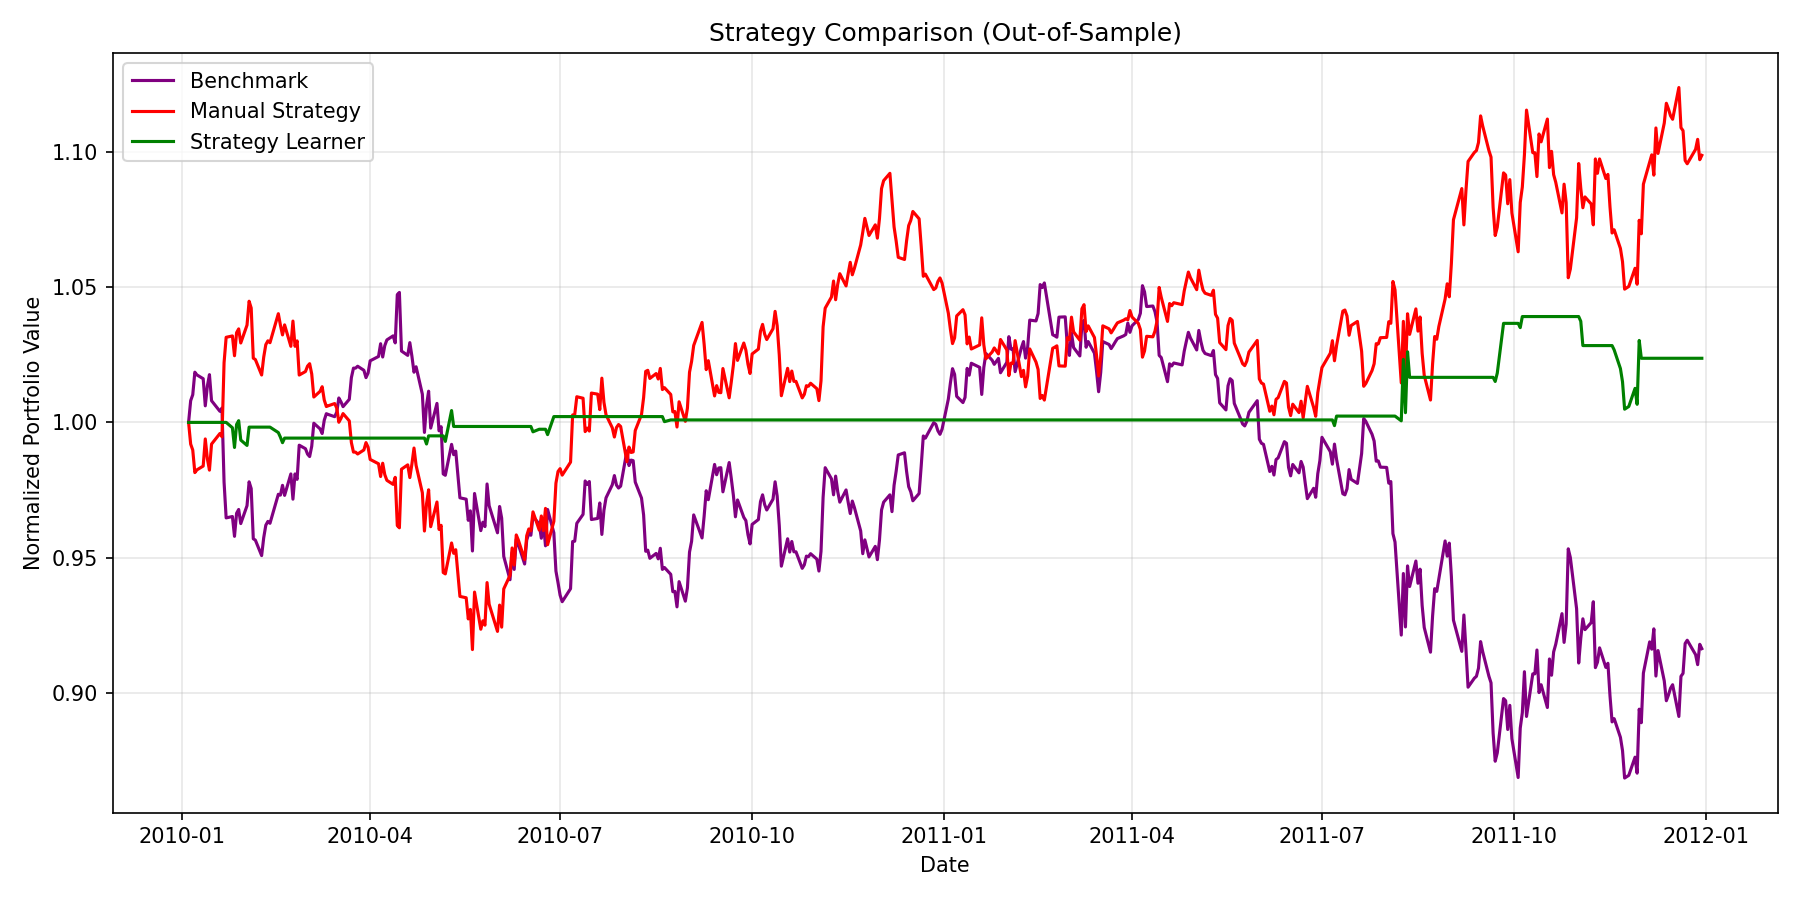 Strategy Comparison (Out-of-Sample)
Benchmark
Manual Strategy
Strategy Learner
Normalized Portfolio Value
1.10
1.05
1.00
0.95
0.90
2010-01 2010-04 2010-07 2010-10 2011-01 2011-04 2011-07 2011-10 2012-01
Date